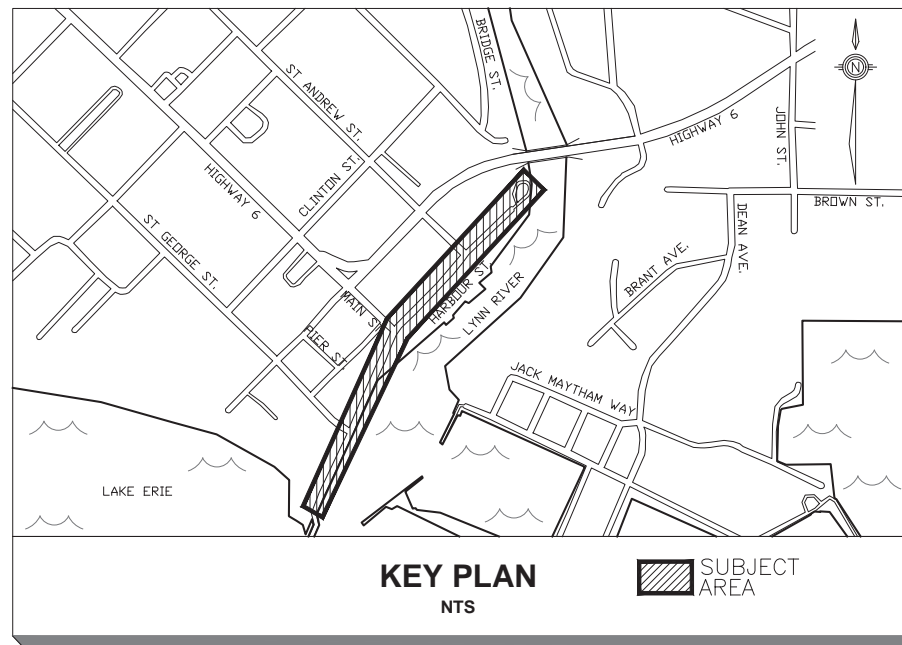 BRIDGE ST.
ST ANDREW ST.
HIGHWAY 6
JOHN ST.
N
HIGHWAY 6
CLINTON ST.
BROWN ST.
DEAN AVE.
ST GEORGE ST.
BRANT AVE.
HARBOUR ST.
LYNN RIVER
MAIN ST.
PIER ST.
JACK MAYTHAM WAY
LAKE ERIE
KEY PLAN
NTS
SUBJECT
AREA